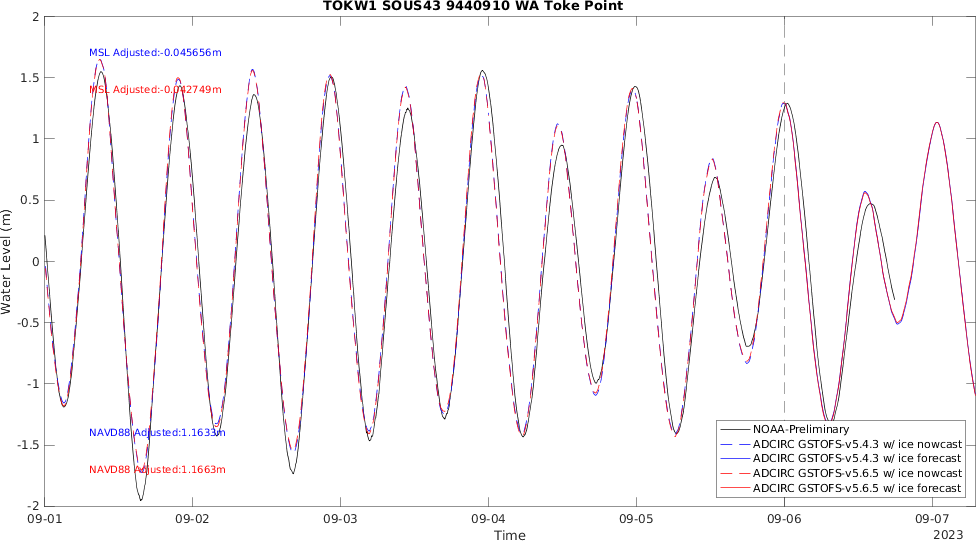 TOKW1 SOUS43 9440910 WA Toke Point
2
1.5
1
0.5
0
-0.5
-1
-1.5
-2
Water Level (m)
MSL Adjusted:-0.045656m
MSL Adjusted:-0.042749m
NAVD88 Adjusted:1.1633m
NAVD88 Adjusted:1.1663m
NOAA-Preliminary
ADCIRC GSTOFS-v5.4.3 w/ ice nowcast
ADCIRC GSTOFS-v5.4.3 w/ ice forecast
ADCIRC GSTOFS-v5.6.5 w/ ice nowcast
ADCIRC GSTOFS-v5.6.5 w/ ice forecast
09-01 09-02 09-03 09-04 09-05 09-06 09-07
Time
2023